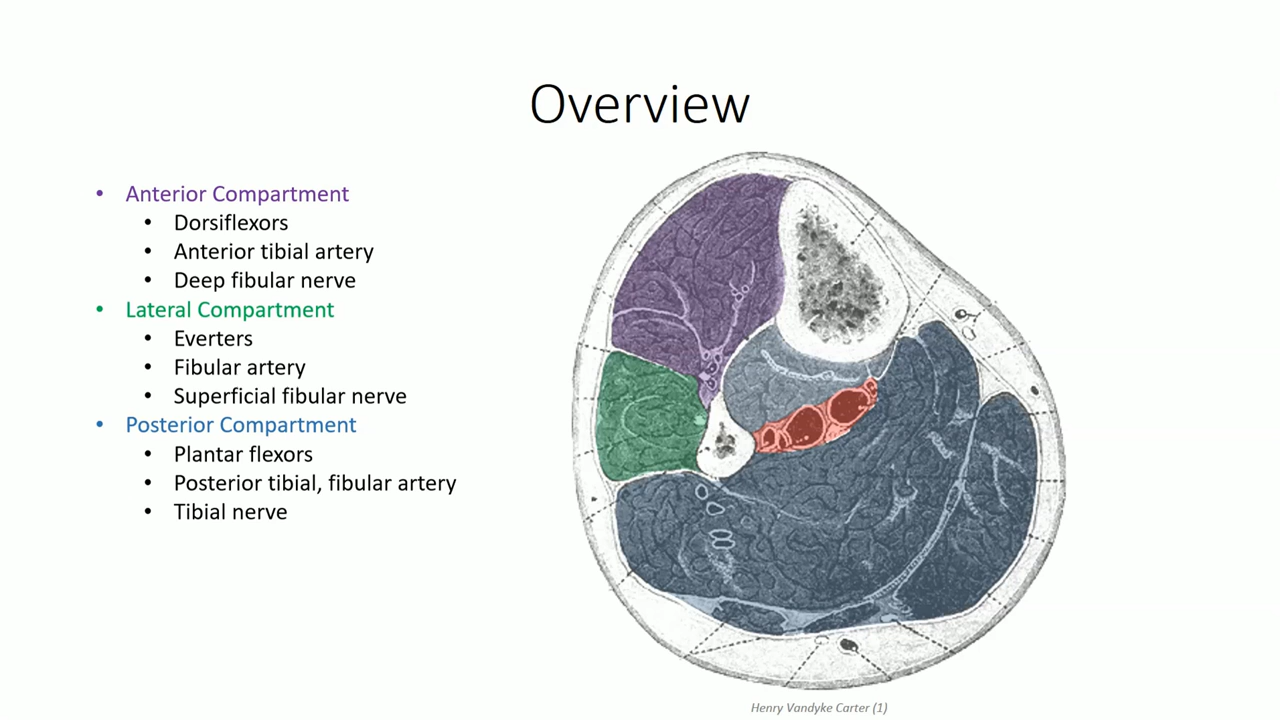 Overview
• Anterior Compartment
• Dorsiflexors
• Anterior tibial artery
• Deep fibular nerve
• Lateral Compartment
• Everters
• Fibular artery
• Superficial fibular nerve
• Posterior Compartment
• Plantar flexors
• Posterior tibial, fibular artery
• Tibial nerve
Henry Vandyke Carter (1)